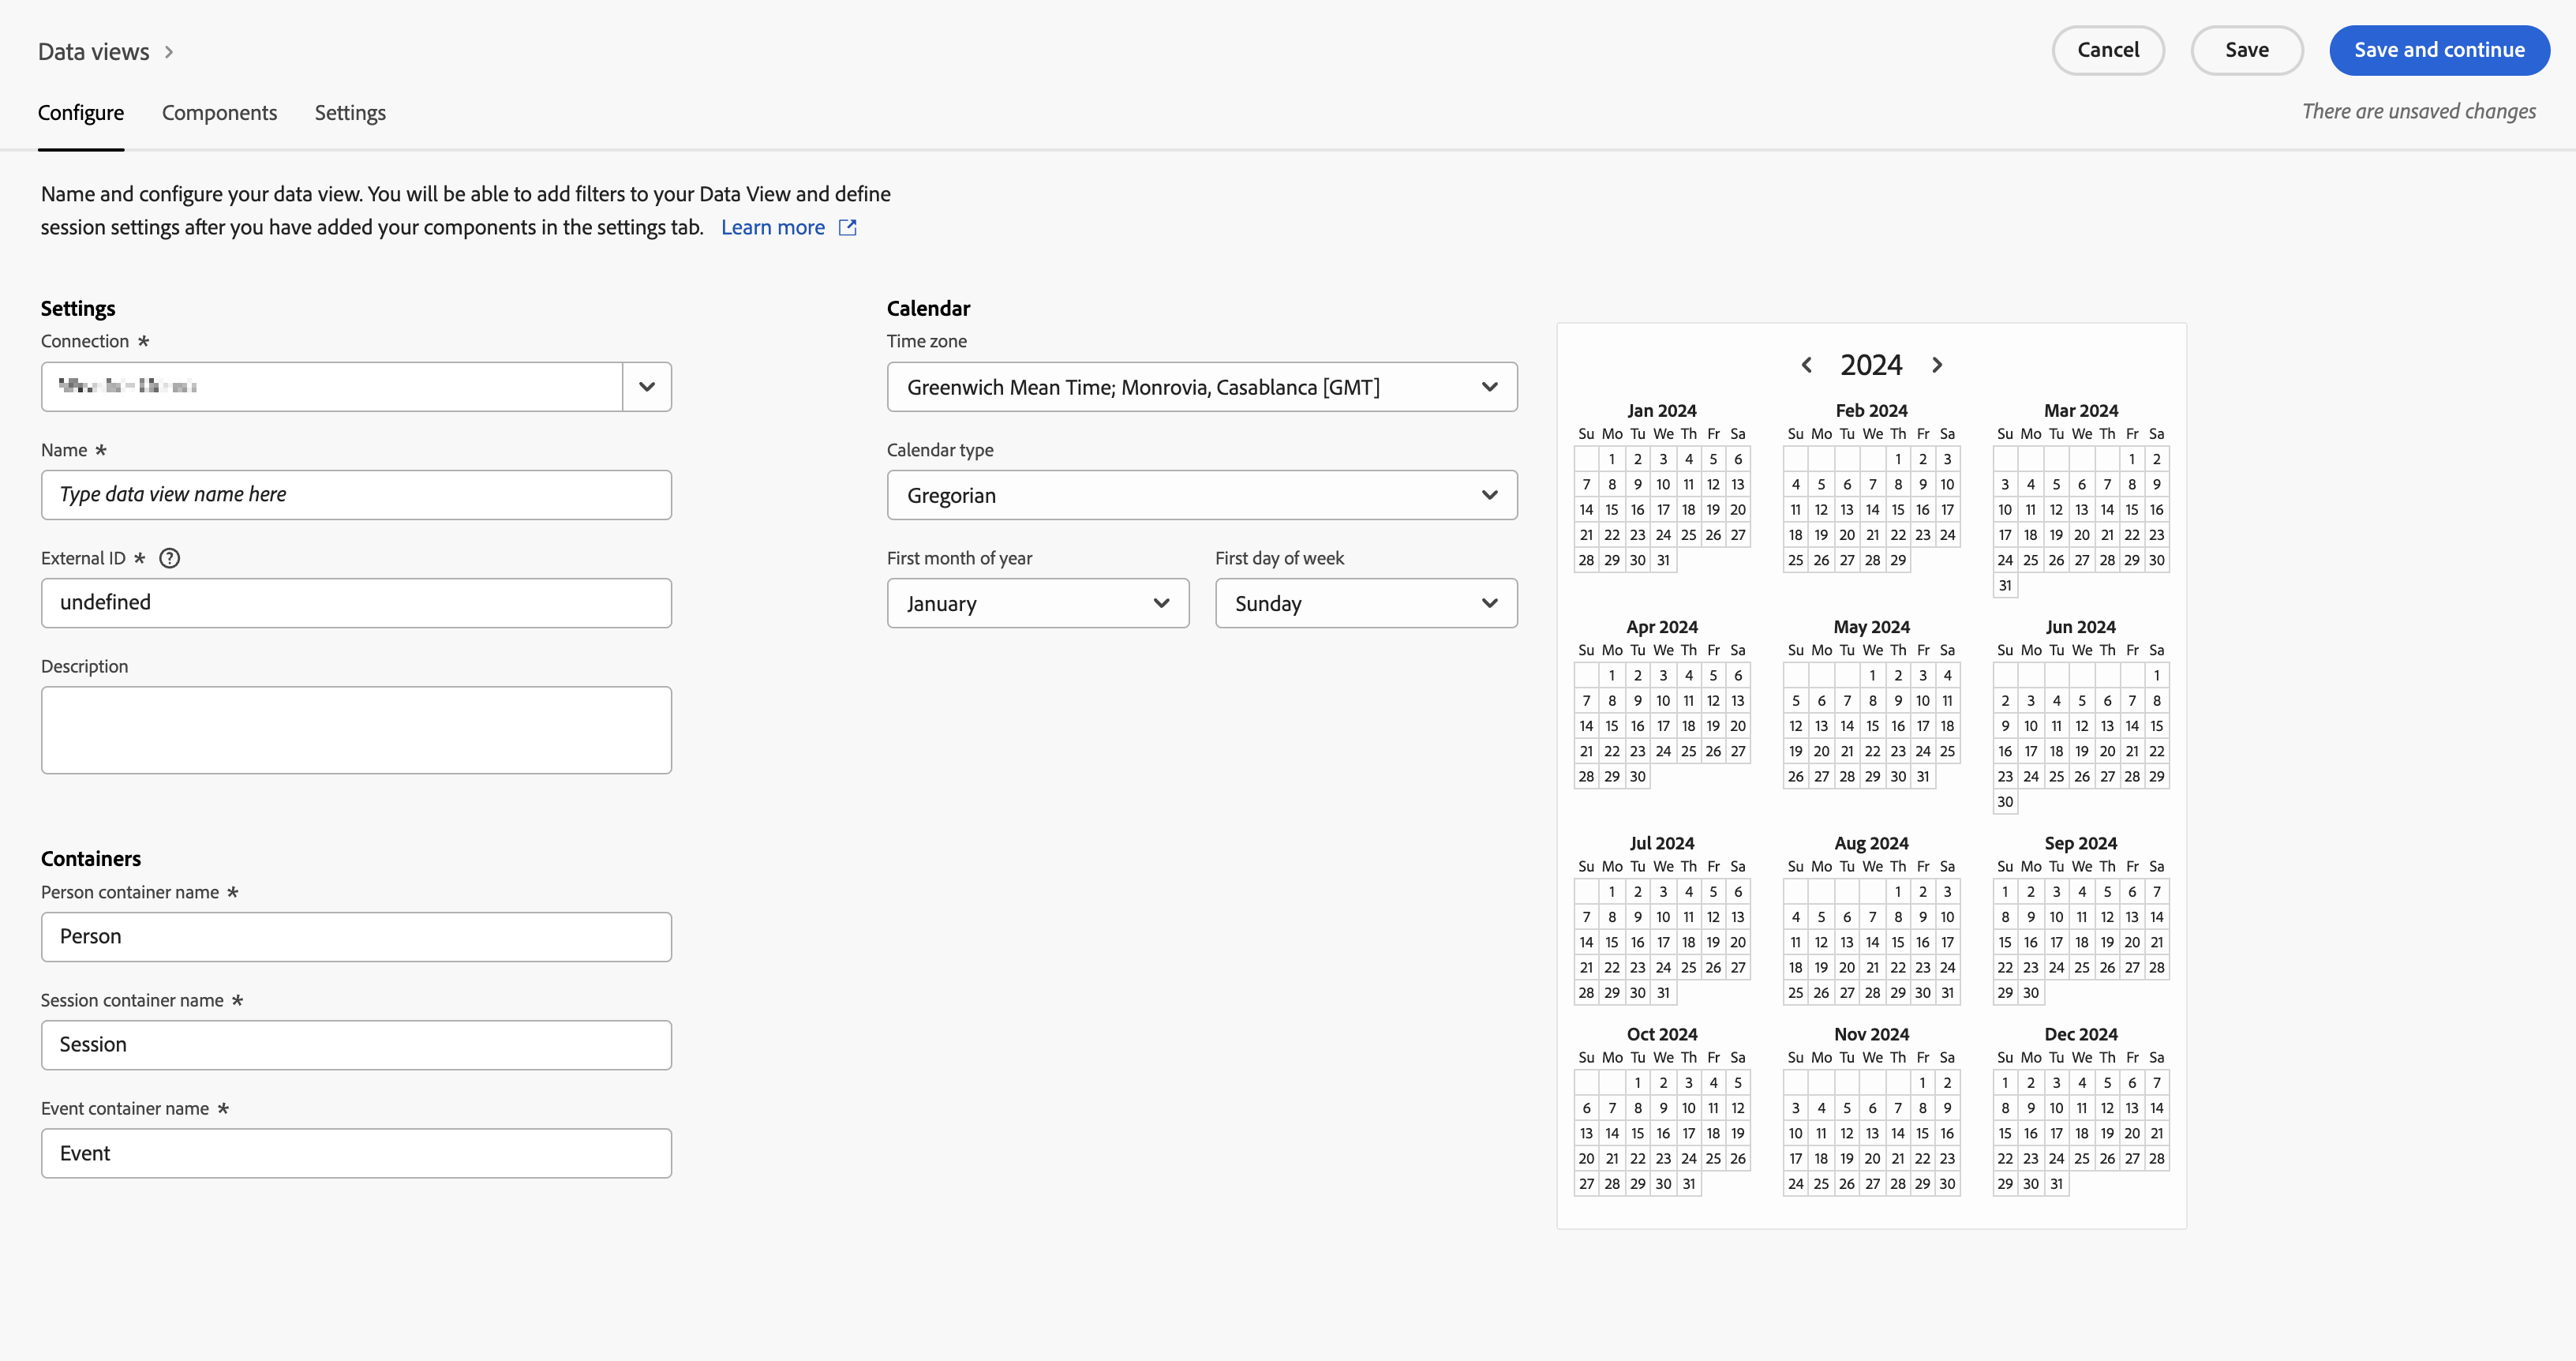 Data views
Cancel
Save
Save and continue
Configure
Components
Settings
There are unsaved changes
Name and configure your data view. You will be able to add filters to your Data View and define
session settings after you have added your components in the settings tab. Learn more
Settings
Connection *
Name *
Type data view name here
External ID *
undefined
Description
Containers
Person container name *
Person
Session container name *
Session
Event container name *
Event
Calendar
Time zone
Greenwich Mean Time; Monrovia, Casablanca [GMT]
Calendar type
Gregorian
First month of year
January
First day of week
Sunday
2024
Jan 2024
Su Mo Tu We Th Fr Sa
1 2 3 4 5 6
7 8 9 10 11 12 13
14 15 16 17 18 19 20
21 22 23 24 25 26 27
28 29 30 31
Feb 2024
Su Mo Tu We Th Fr Sa
1 2 3
4 5 6 7 8 9 10
11 12 13 14 15 16 17
18 19 20 21 22 23 24
25 26 27 28 29
Mar 2024
Su Mo Tu We Th Fr Sa
1 2
3 4 5 6 7 8 9
10 11 12 13 14 15 16
17 18 19 20 21 22 23
24 25 26 27 28 29 30
31
Apr 2024
Su Mo Tu We Th Fr Sa
1 2 3 4 5 6
7 8 9 10 11 12 13
14 15 16 17 18 19 20
21 22 23 24 25 26 27
28 29 30
May 2024
Su Mo Tu We Th Fr Sa
1 2 3 4
5 6 7 8 9 10 11
12 13 14 15 16 17 18
19 20 21 22 23 24 25
26 27 28 29 30 31
Jun 2024
Su Mo Tu We Th Fr Sa
1
2 3 4 5 6 7 8
9 10 11 12 13 14 15
16 17 18 19 20 21 22
23 24 25 26 27 28 29
30
Jul 2024
Su Mo Tu We Th Fr Sa
1 2 3 4 5 6
7 8 9 10 11 12 13
14 15 16 17 18 19 20
21 22 23 24 25 26 27
28 29 30 31
Aug 2024
Su Mo Tu We Th Fr Sa
1 2 3
4 5 6 7 8 9 10
11 12 13 14 15 16 17
18 19 20 21 22 23 24
25 26 27 28 29 30 31
Sep 2024
Su Mo Tu We Th Fr Sa
1 2 3 4 5 6 7
8 9 10 11 12 13 14
15 16 17 18 19 20 21
22 23 24 25 26 27 28
29 30
Oct 2024
Su Mo Tu We Th Fr Sa
1 2 3 4 5
6 7 8 9 10 11 12
13 14 15 16 17 18 19
20 21 22 23 24 25 26
27 28 29 30 31
Nov 2024
Su Mo Tu We Th Fr Sa
1 2
3 4 5 6 7 8 9
10 11 12 13 14 15 16
17 18 19 20 21 22 23
24 25 26 27 28 29 30
Dec 2024
Su Mo Tu We Th Fr Sa
1 2 3 4 5 6 7
8 9 10 11 12 13 14
15 16 17 18 19 20 21
22 23 24 25 26 27 28
29 30 31